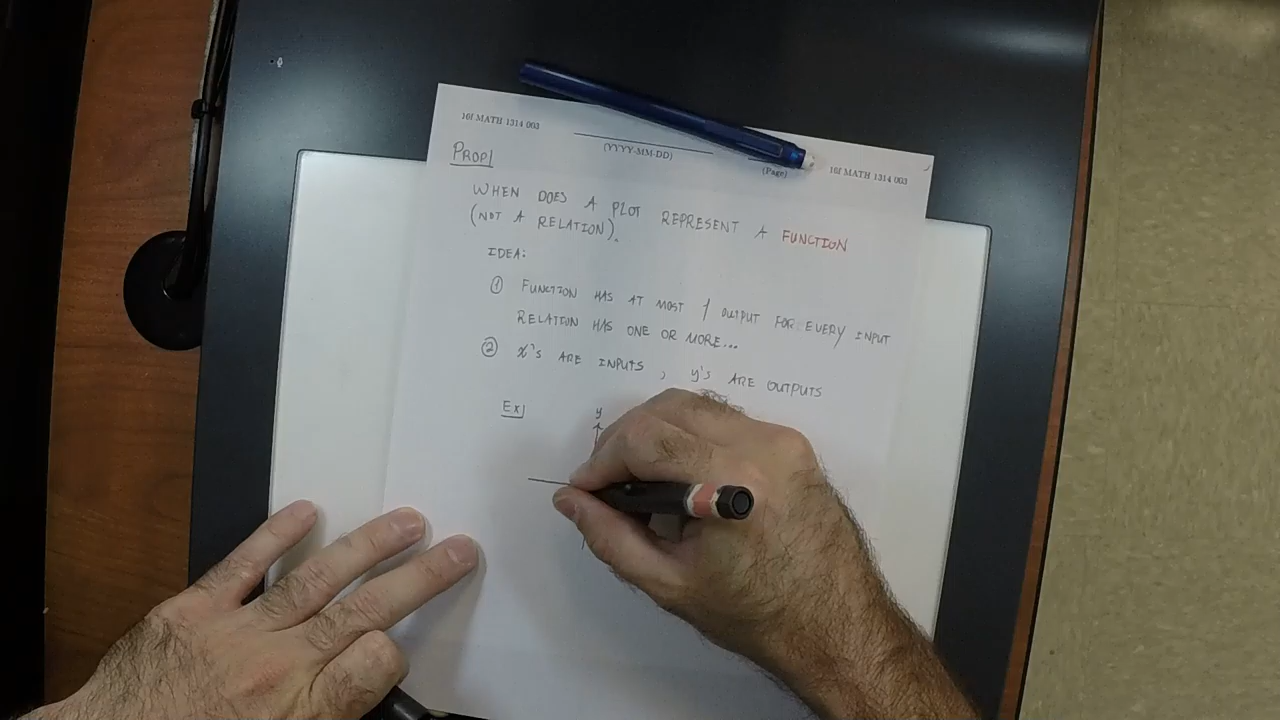 16f MATH 1314 003
(YYYY-MM-DD)
(Page)
16f MATH 1314 003
PROP
WHEN DOES A PLOT REPRESENT A FUNCTION
(NOT A RELATION).
IDEA:
① FUNCTION HAS AT MOST 1 OUTPUT FOR EVERY INPUT
RELATION HAS ONE OR MORE...
② x's ARE INPUTS, y's ARE OUTPUTS
Ex
y